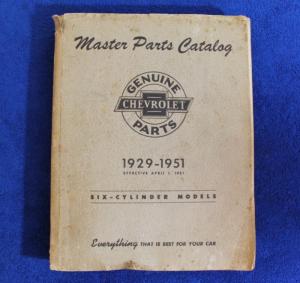 Master Parts Catalog
GENUINE
CHEVROLET
PARTS
1929-1951
EFFECTIVE APRIL 1, 1951
SIX-CYLINDER MODELS
Everything THAT IS BEST FOR YOUR CAR